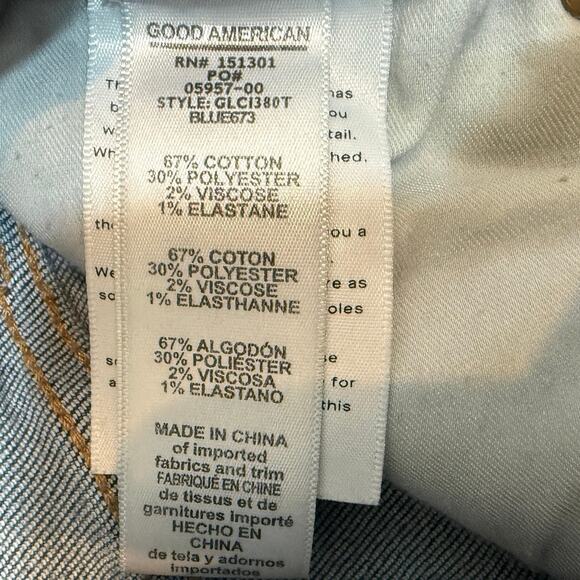 GOOD AMERICAN
RN# 151301
PO#
05957-00
STYLE: GLCI380T
BLUE673
67% COTTON
30% POLYESTER
2% VISCOSE
1% ELASTANE
67% COTON
30% POLYESTER
2% VISCOSE
1% ELASTHANNE
67% ALGODÓN
30% POLIÉSTER
2% VISCOSA
1% ELASTANO
MADE IN CHINA
of imported
fabrics and trim
FABRIQUÉ EN CHINE
de tissus et de
garnitures importé
HECHO EN
CHINA
de tela y adornos
importados
has
ou
tail.
hed.
ou a
re as
oles
se
for
this